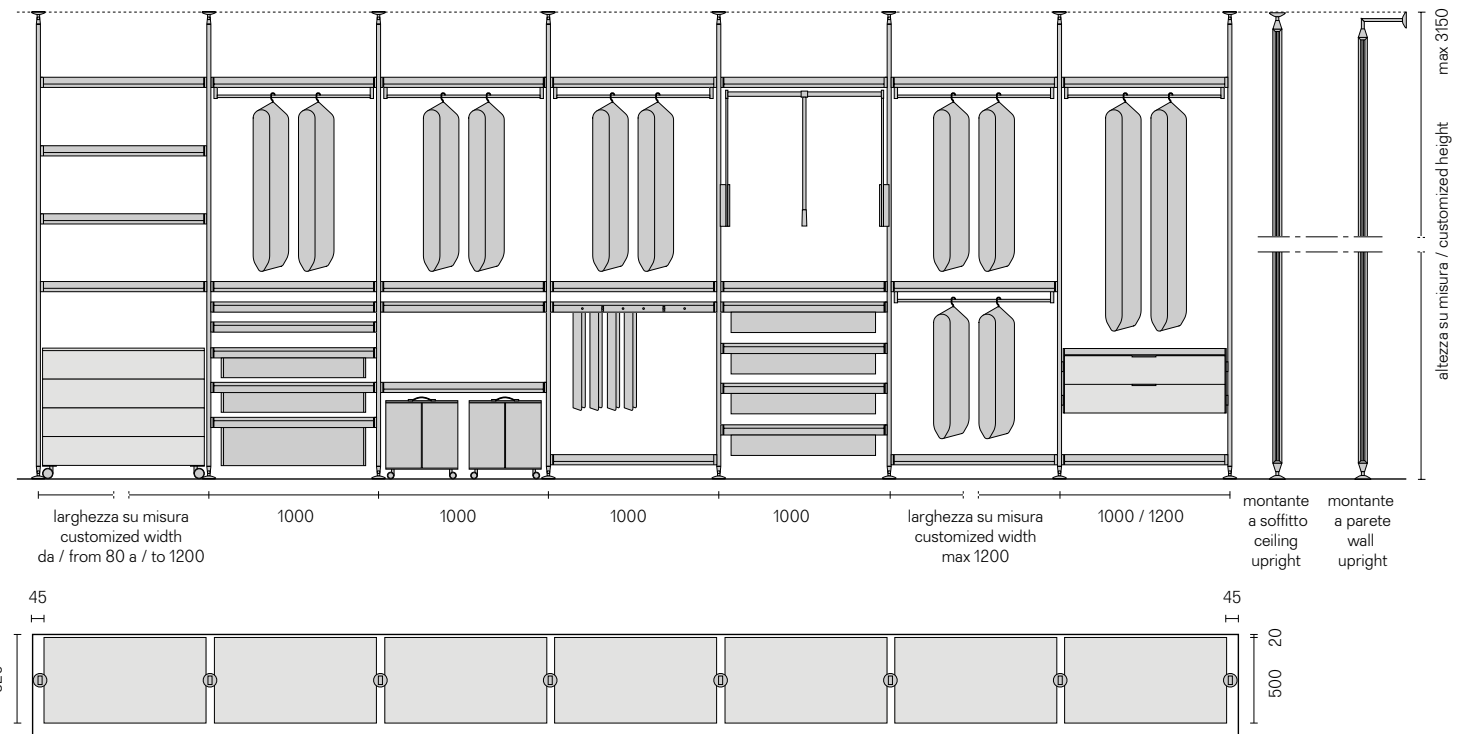 max 3150
altezza su misura / customized height
larghezza su misura
customized width
da / from 80 a / to 1200
1000
1000
1000
1000
larghezza su misura
customized width
max 1200
1000 / 1200
montante
a soffitto
ceiling
upright
montante
a parete
wall
upright
45
45
20
500